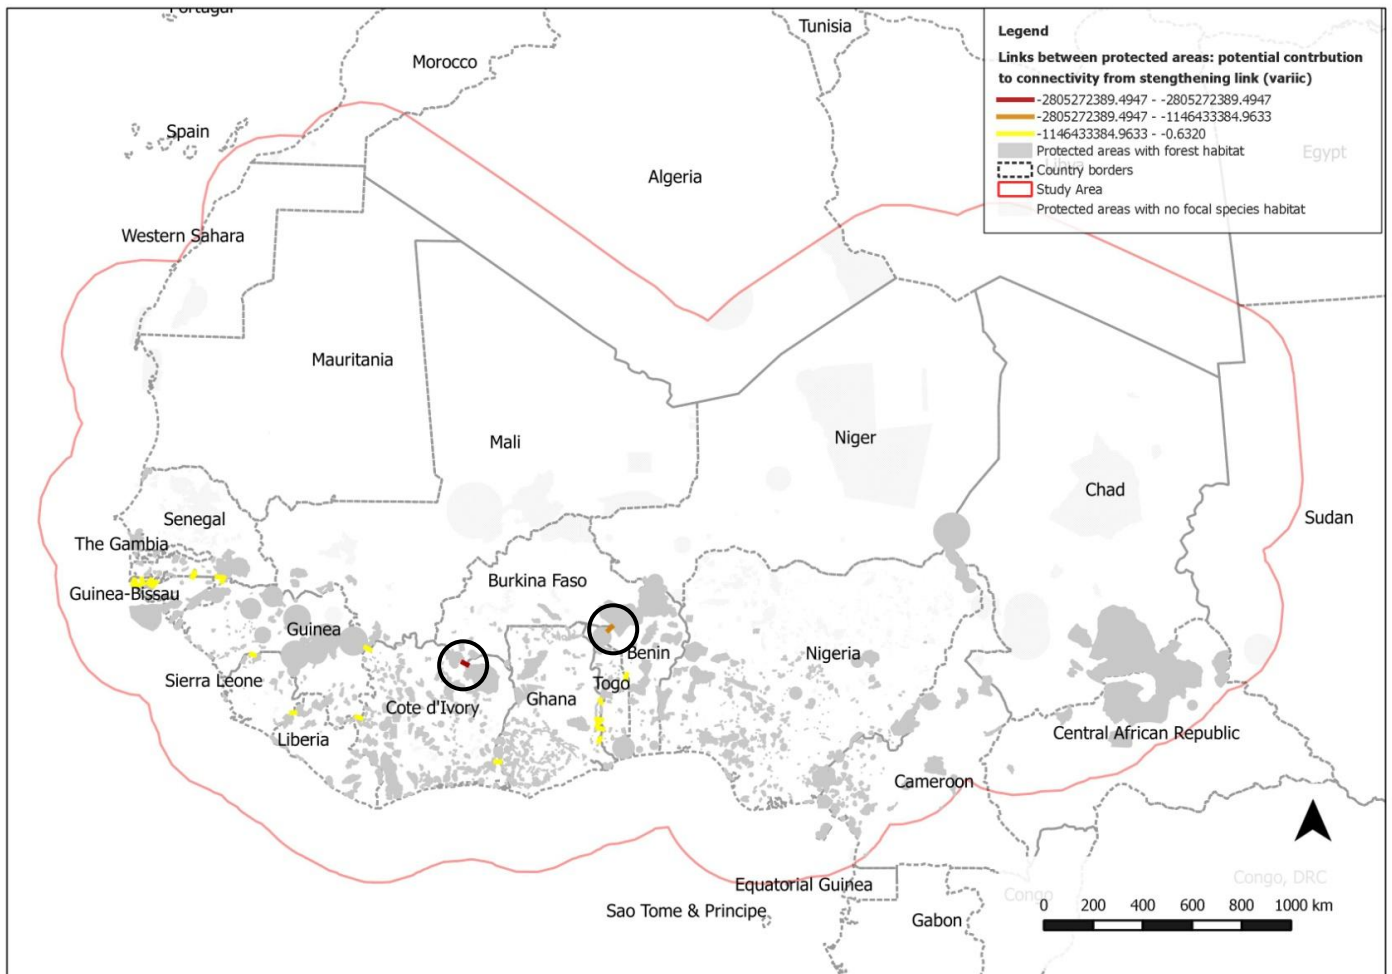 Portugal
Tunisia
Morocco
Spain
Algeria
Western Sahara
Legend
Links between protected areas: potential contrbution
to connectivity from stengthening link (variic)
-2805272389.4947 - -2805272389.4947
-2805272389.4947 - -1146433384.9633
-1146433384.9633 - -0.6320
Protected areas with forest habitat
Libya
Country borders
Study Area
Protected areas with no focal species habitat
Egypt
Mauritania
Mali
Niger
Chad
Sudan
Senegal
The Gambia
Guinea-Bissau
Burkina Faso
Guinea
Benin
Nigeria
Sierra Leone
Togo
Ghana
Cote d'Ivory
Liberia
Central African Republic
Cameroon
Equatorial Guinea
Sao Tome & Principe
Gabon
Congo
Congo, DRC
0 200 400 600 800 1000 km